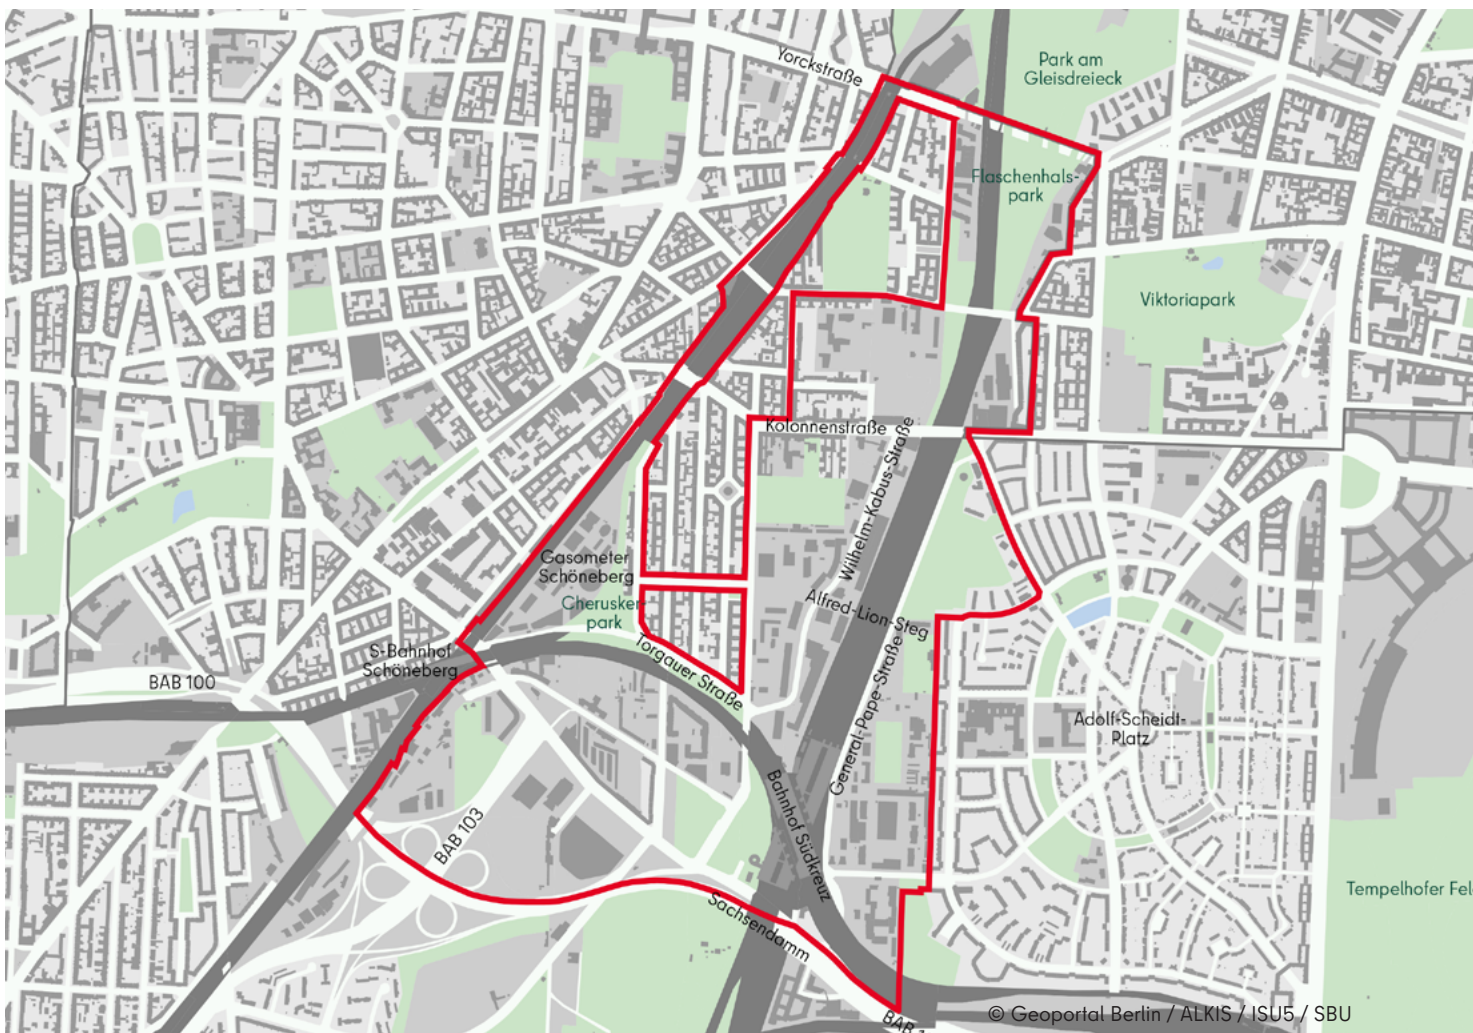 Yorckstraße
Park am
Gleisdreieck
Flaschenhals-
park
Viktoriapark
Kolonnenstraße
Wilhelm-Kabus-Straße
Gasometer
Schöneberg
Cherusker-
park
Alfred-Lion-Steg
S-Bahnhof
Schöneberg
BAB 100
Torgauer Straße
General-Pape-Straße
Adolf-Scheidt-
Platz
BAB 103
Bahnhof Südkreuz
Tempelhofer Fel
Sachsendamm
BAB 1
© Geoportal Berlin / ALKIS / ISU5 / SBU